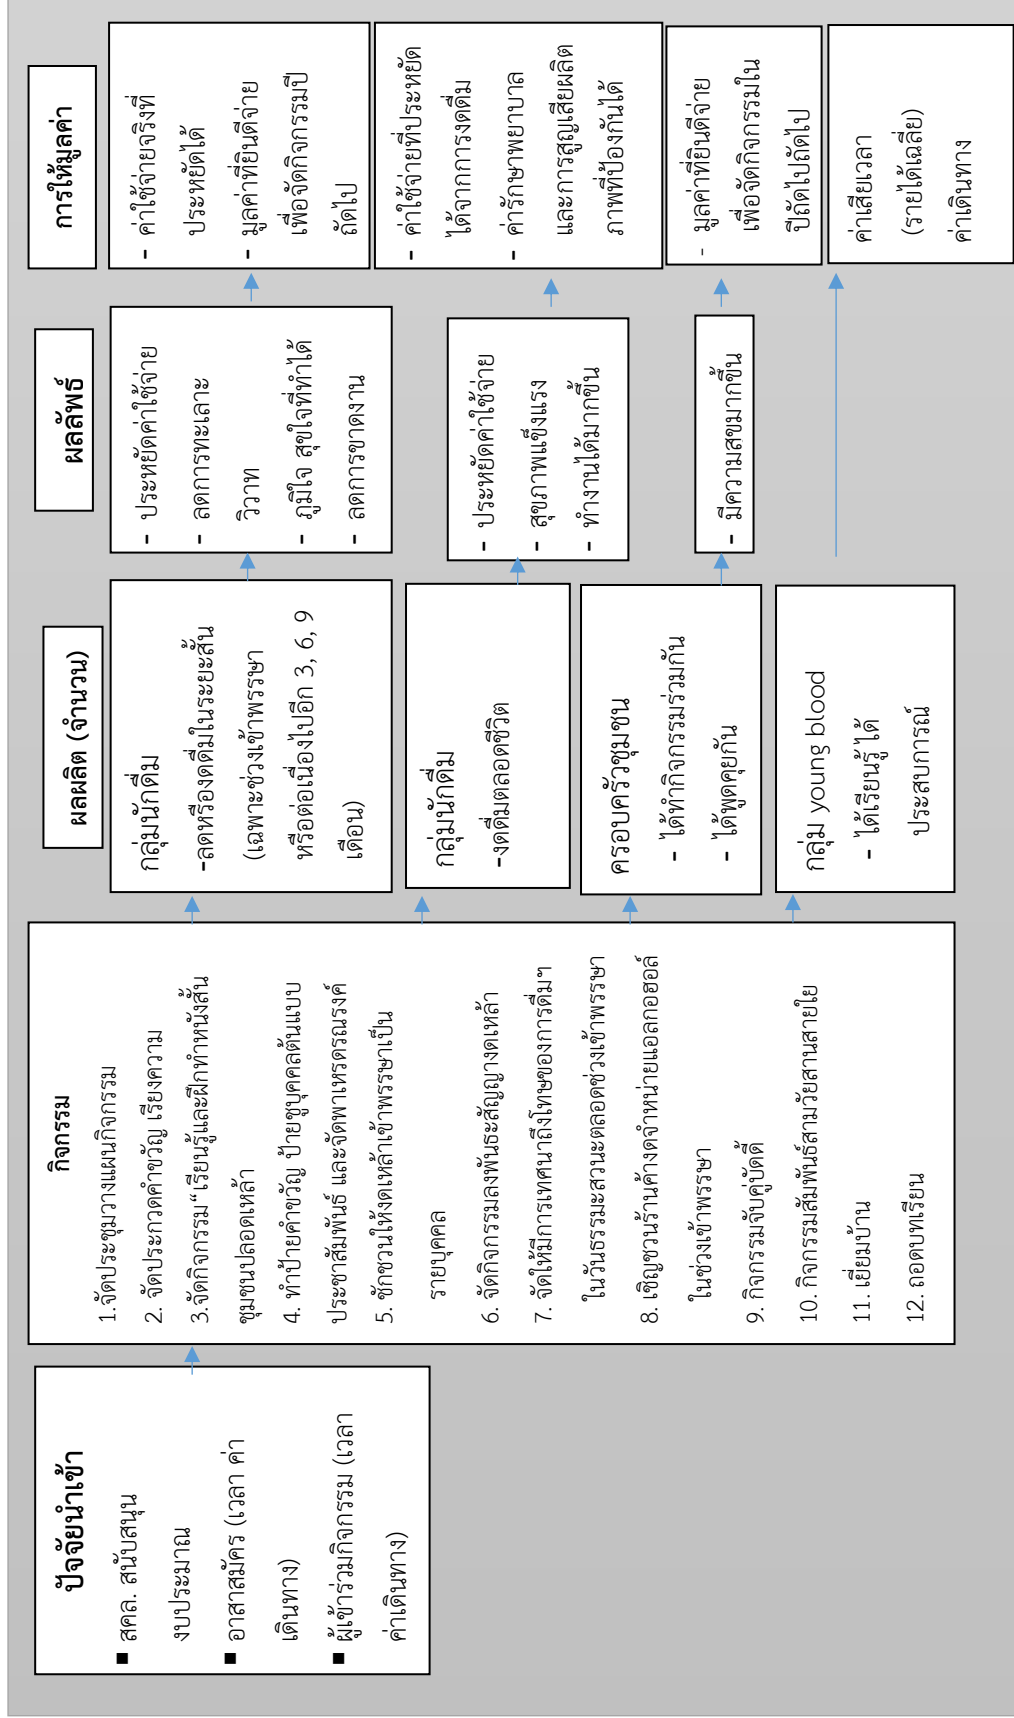 ปัจจัยนำเข้า
■ สคล. สนับสนุน
งบประมาณ
■ อาสาสมัคร (เวลา ค่า
เดินทาง)
■ ผู้เข้าร่วมกิจกรรม (เวลา
ค่าเดินทาง)
กิจกรรม
1.จัดประชุมวางแผนกิจกรรม
2. จัดประกวดคำขวัญ เรียงความ
3.จัดกิจกรรม“เรียนรู้และฝึกทำหนังสั้น
ชุมชนปลอดเหล้า
4. ทำป้ายคำขวัญ ป้ายชูบุคคลต้นแบบ
ประชาสัมพันธ์ และจัดพาเหรดรณรงค์
5. ชักชวนให้งดเหล้าเข้าพรรษาเป็น
รายบุคคล
6. จัดกิจกรรมลงพันธะสัญญางดเหล้า
7. จัดให้มีการเทศนาถึงโทษของการดื่มฯ
ในวันธรรมะสวนะตลอดช่วงเข้าพรรษา
8. เชิญชวนร้านค้างดจำหน่ายแอลกอฮอล์
ในช่วงเข้าพรรษา
9. กิจกรรมจับคู่บัดดี้
10. กิจกรรมสัมพันธ์สามวัยสานสายใย
11. เยี่ยมบ้าน
12. ถอดบทเรียน
ผลผลิต (จำนวน)
กลุ่มนักดื่ม
-ลดหรืองดดื่มในระยะสั้น
(เฉพาะช่วงเข้าพรรษา
หรือต่อเนื่องไปอีก 3, 6, 9
เดือน)
กลุ่มนักดื่ม
-งดดื่มตลอดชีวิต
ครอบครัวชุมชน
- ได้ทำกิจกรรมร่วมกัน
- ได้พูดคุยกัน
กลุ่ม young blood
- ได้เรียนรู้ ได้
ประสบการณ์
ผลลัพธ์
- ประหยัดค่าใช้จ่าย
- ลดการทะเลาะ
วิวาท
- ภูมิใจ สุขใจที่ทำได้
- ลดการขาดงาน
- ประหยัดค่าใช้จ่าย
- สุขภาพแข็งแรง
- ทำงานได้มากขึ้น
- มีความสุขมากขึ้น
การให้มูลค่า
- ค่าใช้จ่ายจริงที่
ประหยัดได้
- มูลค่าที่ยินดีจ่าย
เพื่อจัดกิจกรรมปี
ถัดไป
- ค่าใช้จ่ายที่ประหยัด
ได้จากการงดดื่ม
- ค่ารักษาพยาบาล
และการสูญเสียผลิต
ภาพที่ป้องกันได้
- มูลค่าที่ยินดีจ่าย
เพื่อจัดกิจกรรมใน
ปีถัดไปถัดไป
ค่าเสียเวลา
(รายได้เฉลี่ย)
ค่าเดินทาง